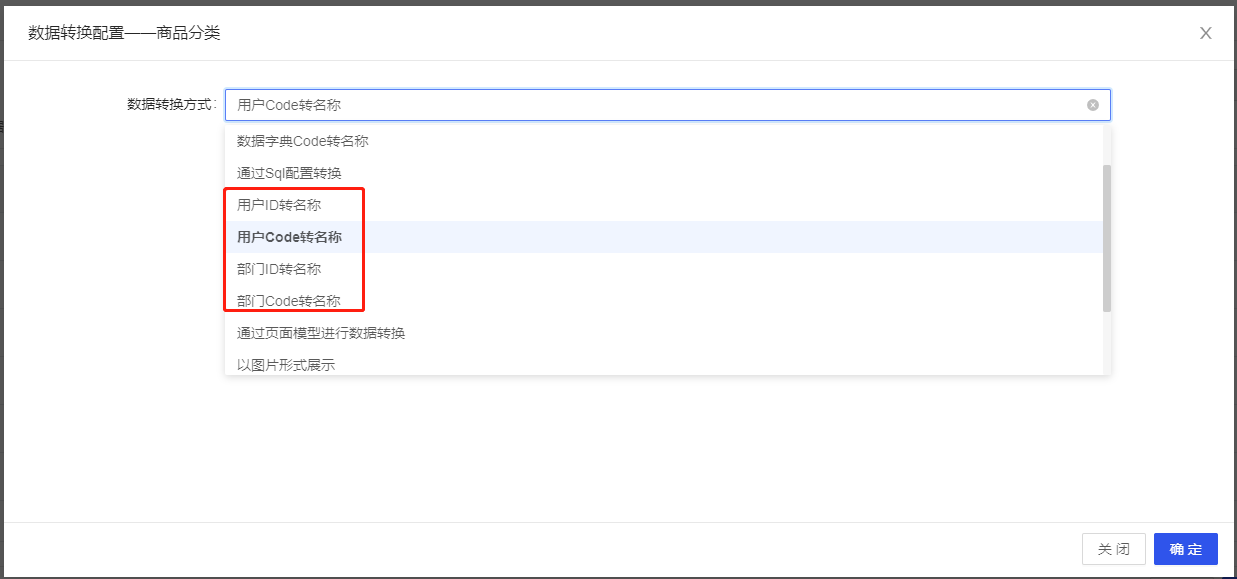 数据转换配置——商品分类
数据转换方式:
用户Code转名称
数据字典Code转名称
通过Sql配置转换
用户ID转名称
用户Code转名称
部门ID转名称
部门Code转名称
通过页面模型进行数据转换
以图片形式展示
关 闭
确 定